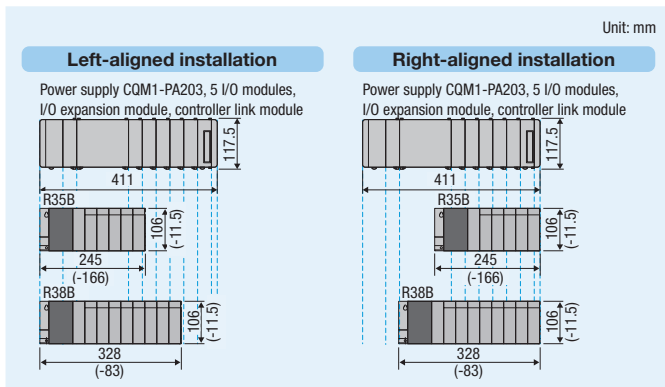 Unit: mm
Left-aligned installation
Power supply CQM1-PA203, 5 I/O modules,
I/O expansion module, controller link module
117.5
411
R35B
106
(-11.5)
245
(-166)
R38B
106
(-11.5)
328
(-83)
Right-aligned installation
Power supply CQM1-PA203, 5 I/O modules,
I/O expansion module, controller link module
117.5
411
R35B
106
(-11.5)
245
(-166)
R38B
106
(-11.5)
328
(-83)